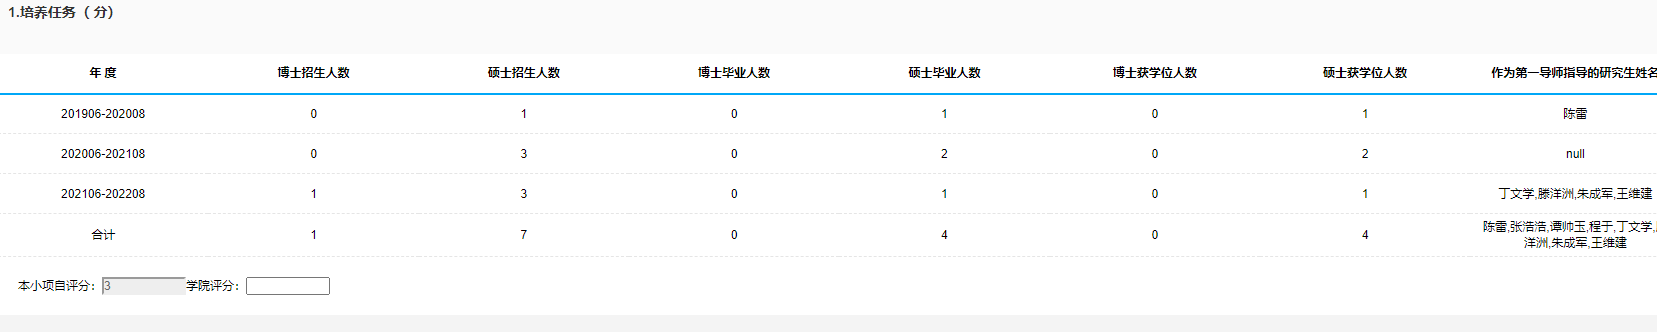 1.培养任务（ 分）
年 度 博士招生人数 硕士招生人数 博士毕业人数 硕士毕业人数 博士获学位人数 硕士获学位人数 作为第一导师指导的研究生姓名
201906-202008 0 1 0 1 0 1 陈雷
202006-202108 0 3 0 2 0 2 null
202106-202208 1 3 0 1 0 1 丁文学,滕洋洲,朱成军,王维建
合计 1 7 0 4 0 4 陈雷,张浩浩,谭帅玉,程于,丁文学,
洋洲,朱成军,王维建
本小项目评分： 3 学院评分：